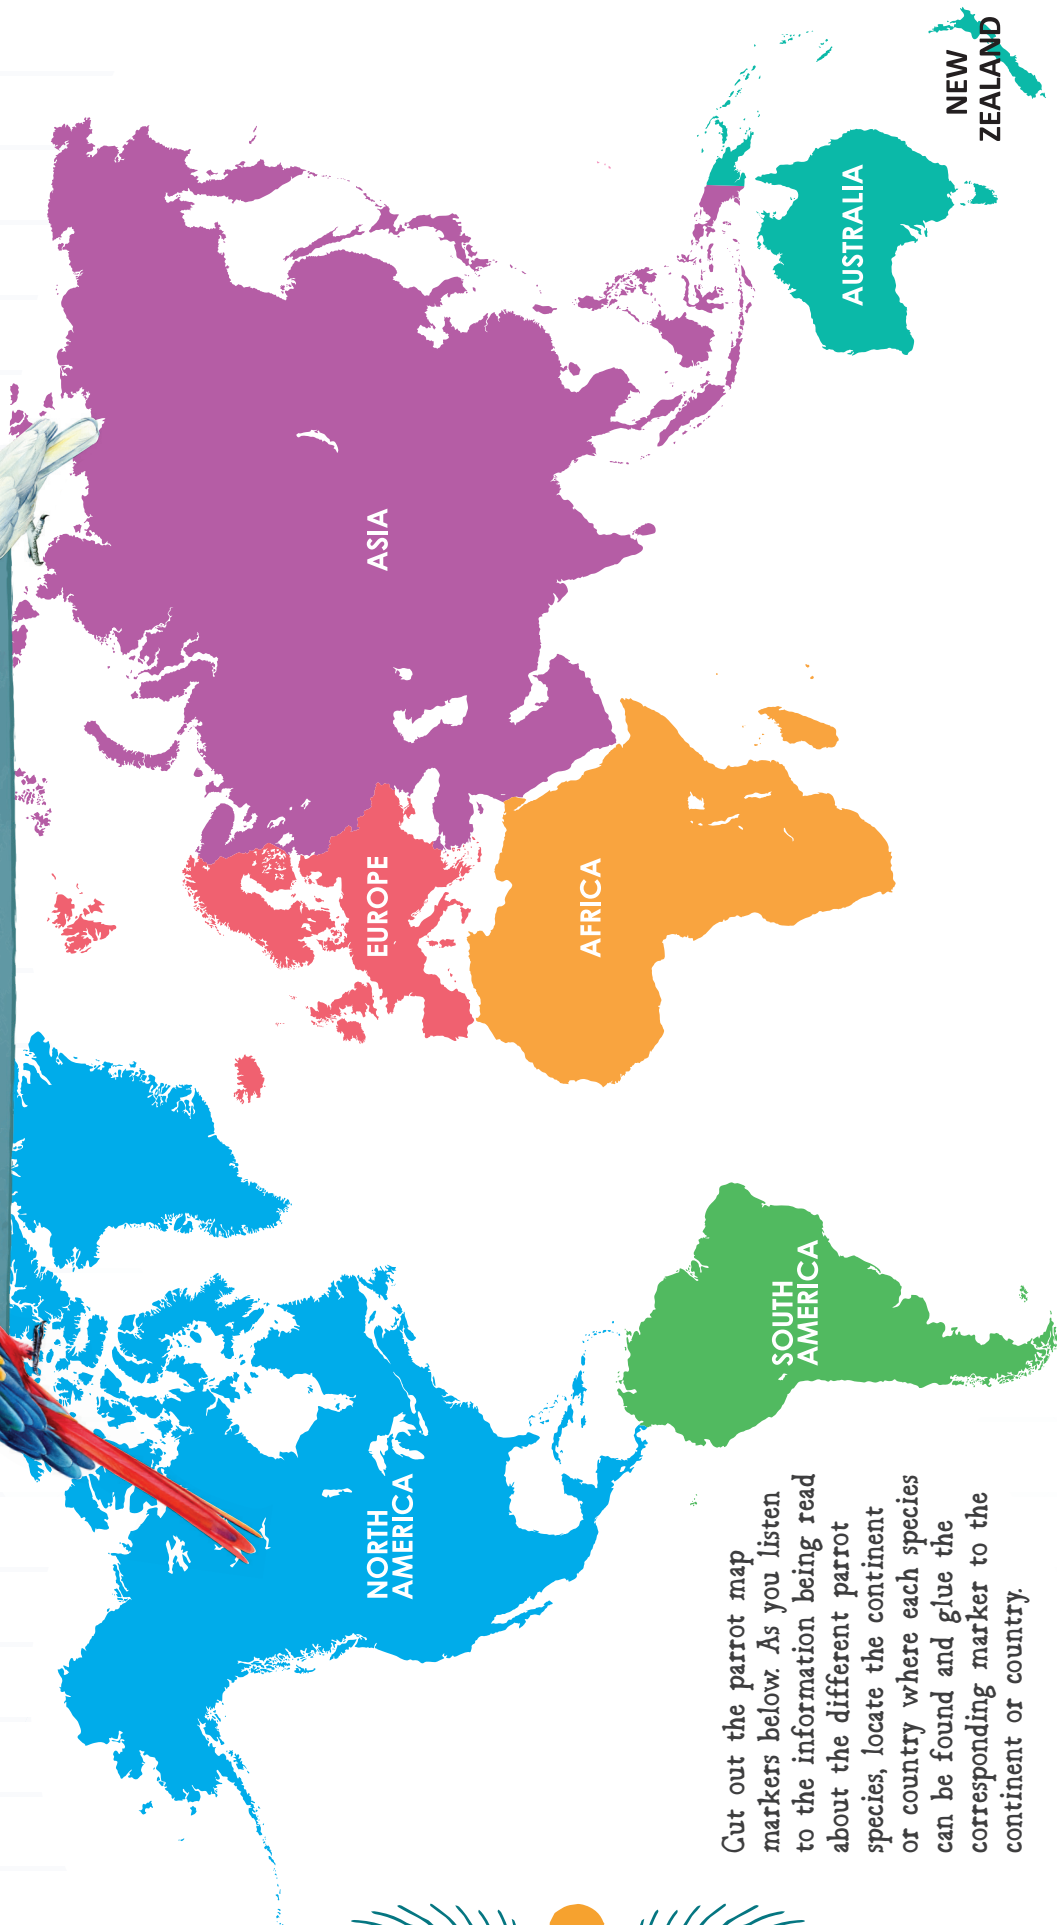 NORTH
AMERICA
SOUTH
AMERICA
EUROPE
AFRICA
ASIA
AUSTRALIA
NEW
ZEALAND
Cut out the parrot map
markers below. As you listen
to the information being read
about the different parrot
species, locate the continent
or country where each species
can be found and glue the
corresponding marker to the
continent or country.